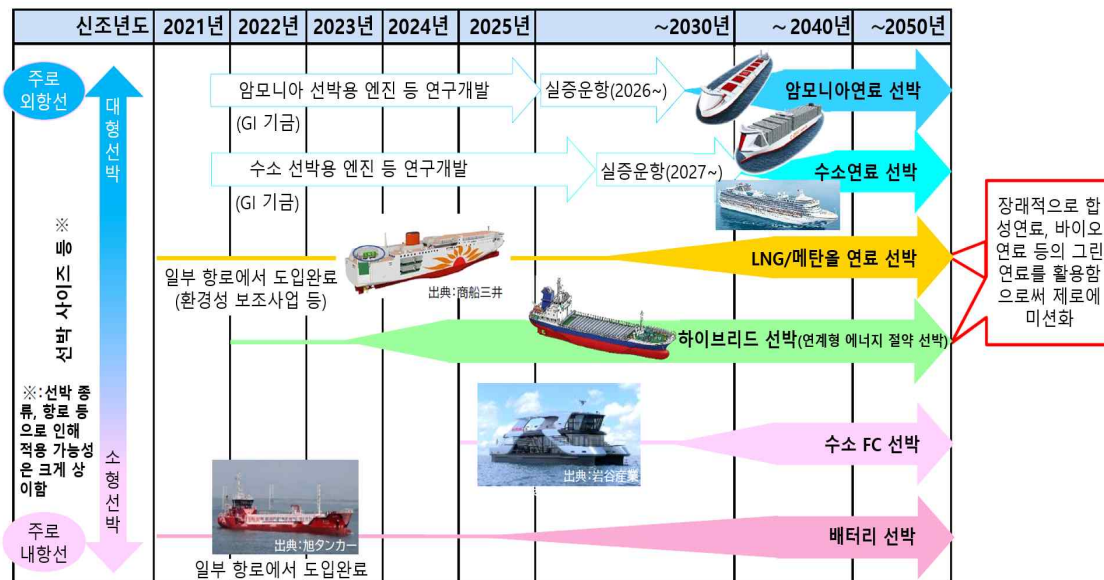 신조년도 2021년 2022년 2023년 2024년 2025년 ~2030년 ~2040년 ~2050년
주로
외항선
대형선박
암모니아 선박용 엔진 등 연구개발
실증운항(2026~)
암모니아연료 선박
(GI 기금)
수소 선박용 엔진 등 연구개발
실증운항(2027~)
수소연료 선박
(GI 기금)
선박 사이즈 등 ※
LNG/메탄올 연료 선박
일부 항로에서 도입완료
(환경성 보조사업 등)
出典:商船三井
장래적으로 합
성연료, 바이오
연료 등의 그린
연료를 활용함
으로써 제로에
미션화
하이브리드 선박(연계형 에너지 절약 선박)
※:선박 종
류, 항로 등
으로 인해
적용 가능성
은 크게 상
이함
소형선박
수소 FC 선박
出典:岩谷産業
주로
내항선
배터리 선박
出典:旭タンカー
일부 항로에서 도입완료